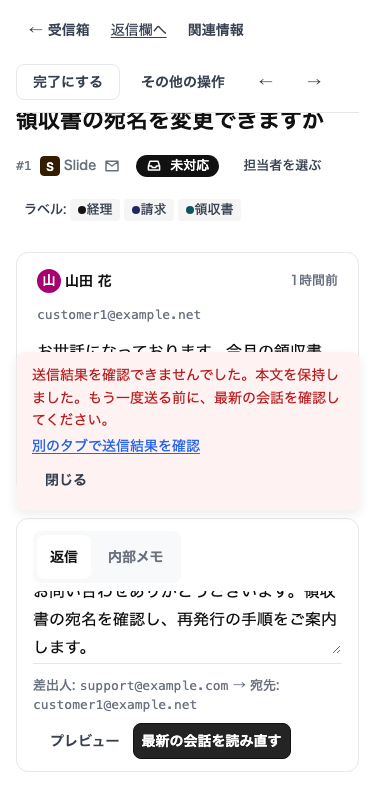 ← 受信箱 返信欄へ 関連情報
完了にする その他の操作 ← →
領収書の宛名を変更できますか
#1 S Slide 未対応 担当者を選ぶ
ラベル: 経理 請求 領収書
山 山田 花 1時間前
customer1@example.net
お世話になっております。今月の領収書
送信結果を確認できませんでした。本文を保持し
ました。もう一度送る前に、最新の会話を確認し
てください。
別のタブで送信結果を確認
閉じる
返信 内部メモ
お問い合わせありがとうございます。領収
書の宛名を確認し、再発行の手順をご案内
します。
差出人: support@example.com → 宛先:
customer1@example.net
プレビュー 最新の会話を読み直す